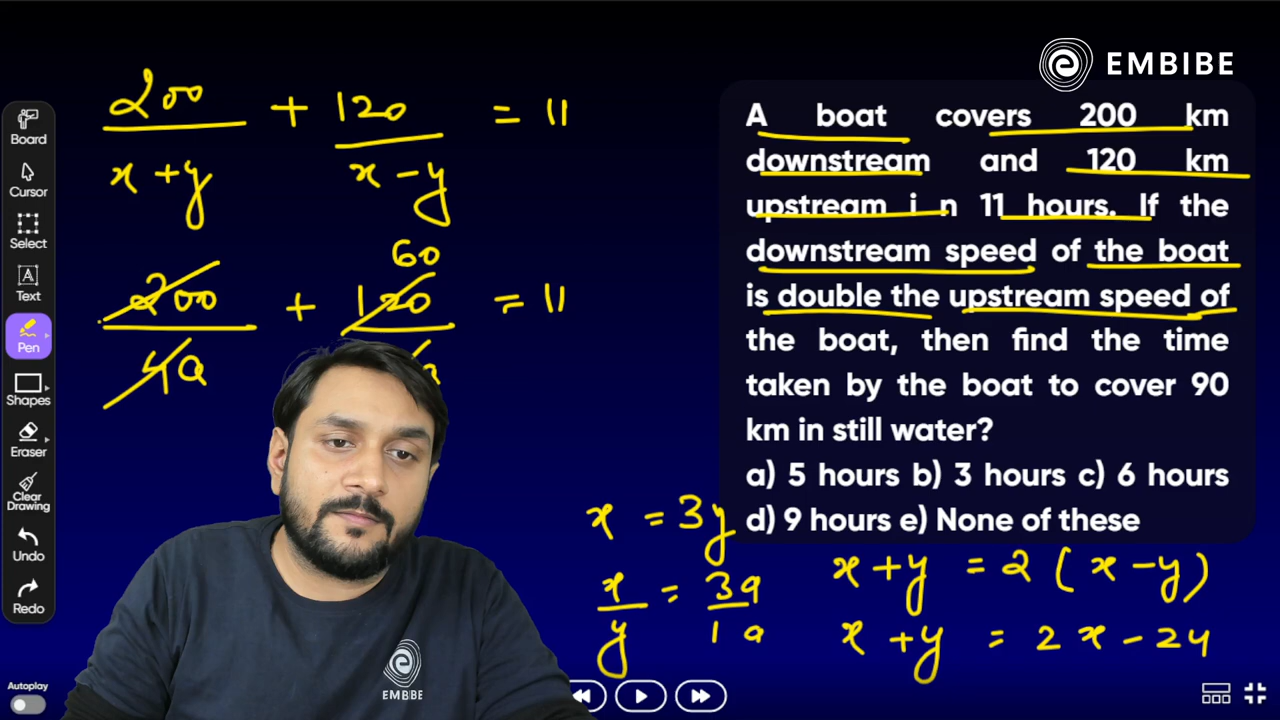 EMBIBE
Board
Cursor
Select
Text
Pen
Shapes
Eraser
Clear
Drawing
Undo
Redo
Autoplay
200 + 120 = 11
x + y x - y
60
200 + 120 = 11
4a
A boat covers 200 km
downstream and 120 km
upstream i n 11 hours. If the
downstream speed of the boat
is double the upstream speed of
the boat, then find the time
taken by the boat to cover 90
km in still water?
a) 5 hours b) 3 hours c) 6 hours
d) 9 hours e) None of these
x = 3y
x = 3a
y 1a
x + y = 2 ( x - y )
x + y = 2x - 2y
EMBIBE